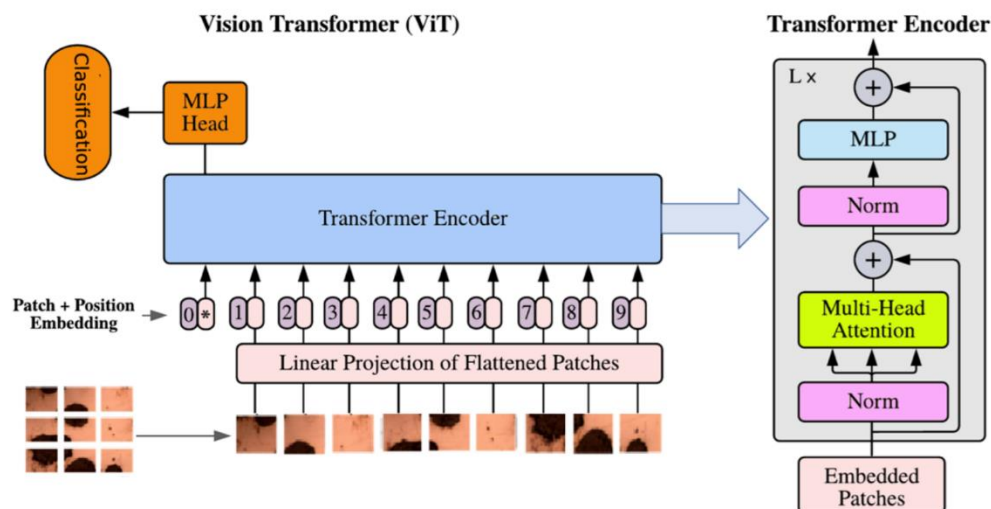 Vision Transformer (ViT)
Transformer Encoder
Classification
MLP
Head
Transformer Encoder
Patch + Position
Embedding
0 * 1 2 3 4 5 6 7 8 9
Linear Projection of Flattened Patches
L x
+
MLP
Norm
+
Multi-Head
Attention
Norm
Embedded
Patches